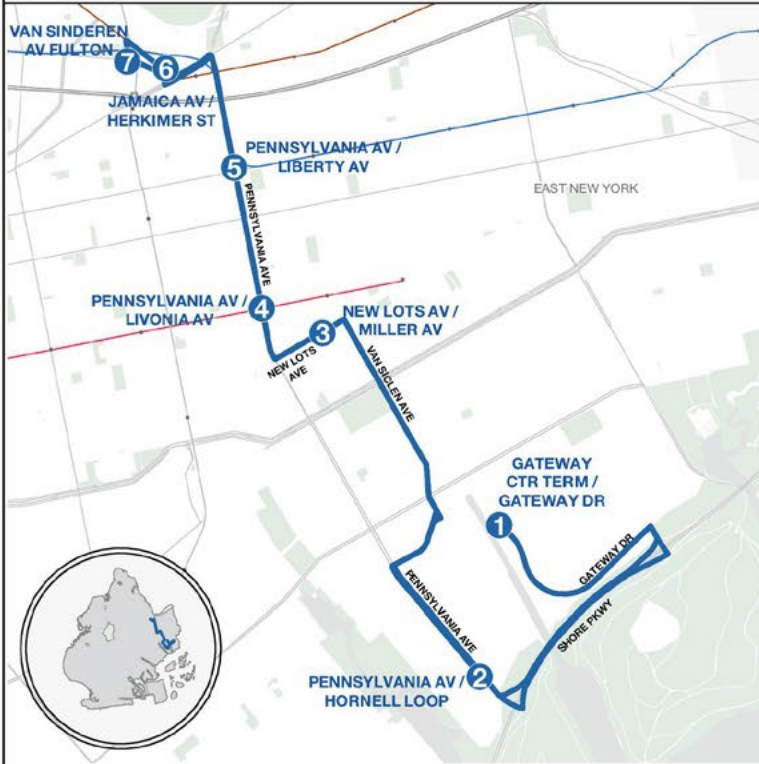 VAN SINDEREN
AV FULTON
7
6
JAMAICA AV /
HERKIMER ST
5
PENNSYLVANIA AV /
LIBERTY AV
EAST NEW YORK
PENNSYLVANIA AVE
PENNSYLVANIA AV /
LIVONIA AV
4
3
NEW LOTS AV /
MILLER AV
NEW LOTS
AVE
VAN SICLEN AVE
GATEWAY
CTR TERM /
GATEWAY DR
1
GATEWAY DR
SHORE PKWY
PENNSYLVANIA AVE
2
PENNSYLVANIA AV /
HORNELL LOOP